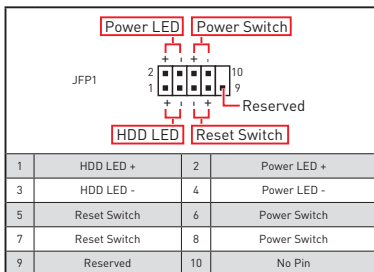 Power LED Power Switch
+ - + -
JFP1
2 10
1 9
+ - - +
Reserved
HDD LED Reset Switch
1 HDD LED + 2 Power LED +
3 HDD LED - 4 Power LED -
5 Reset Switch 6 Power Switch
7 Reset Switch 8 Power Switch
9 Reserved 10 No Pin